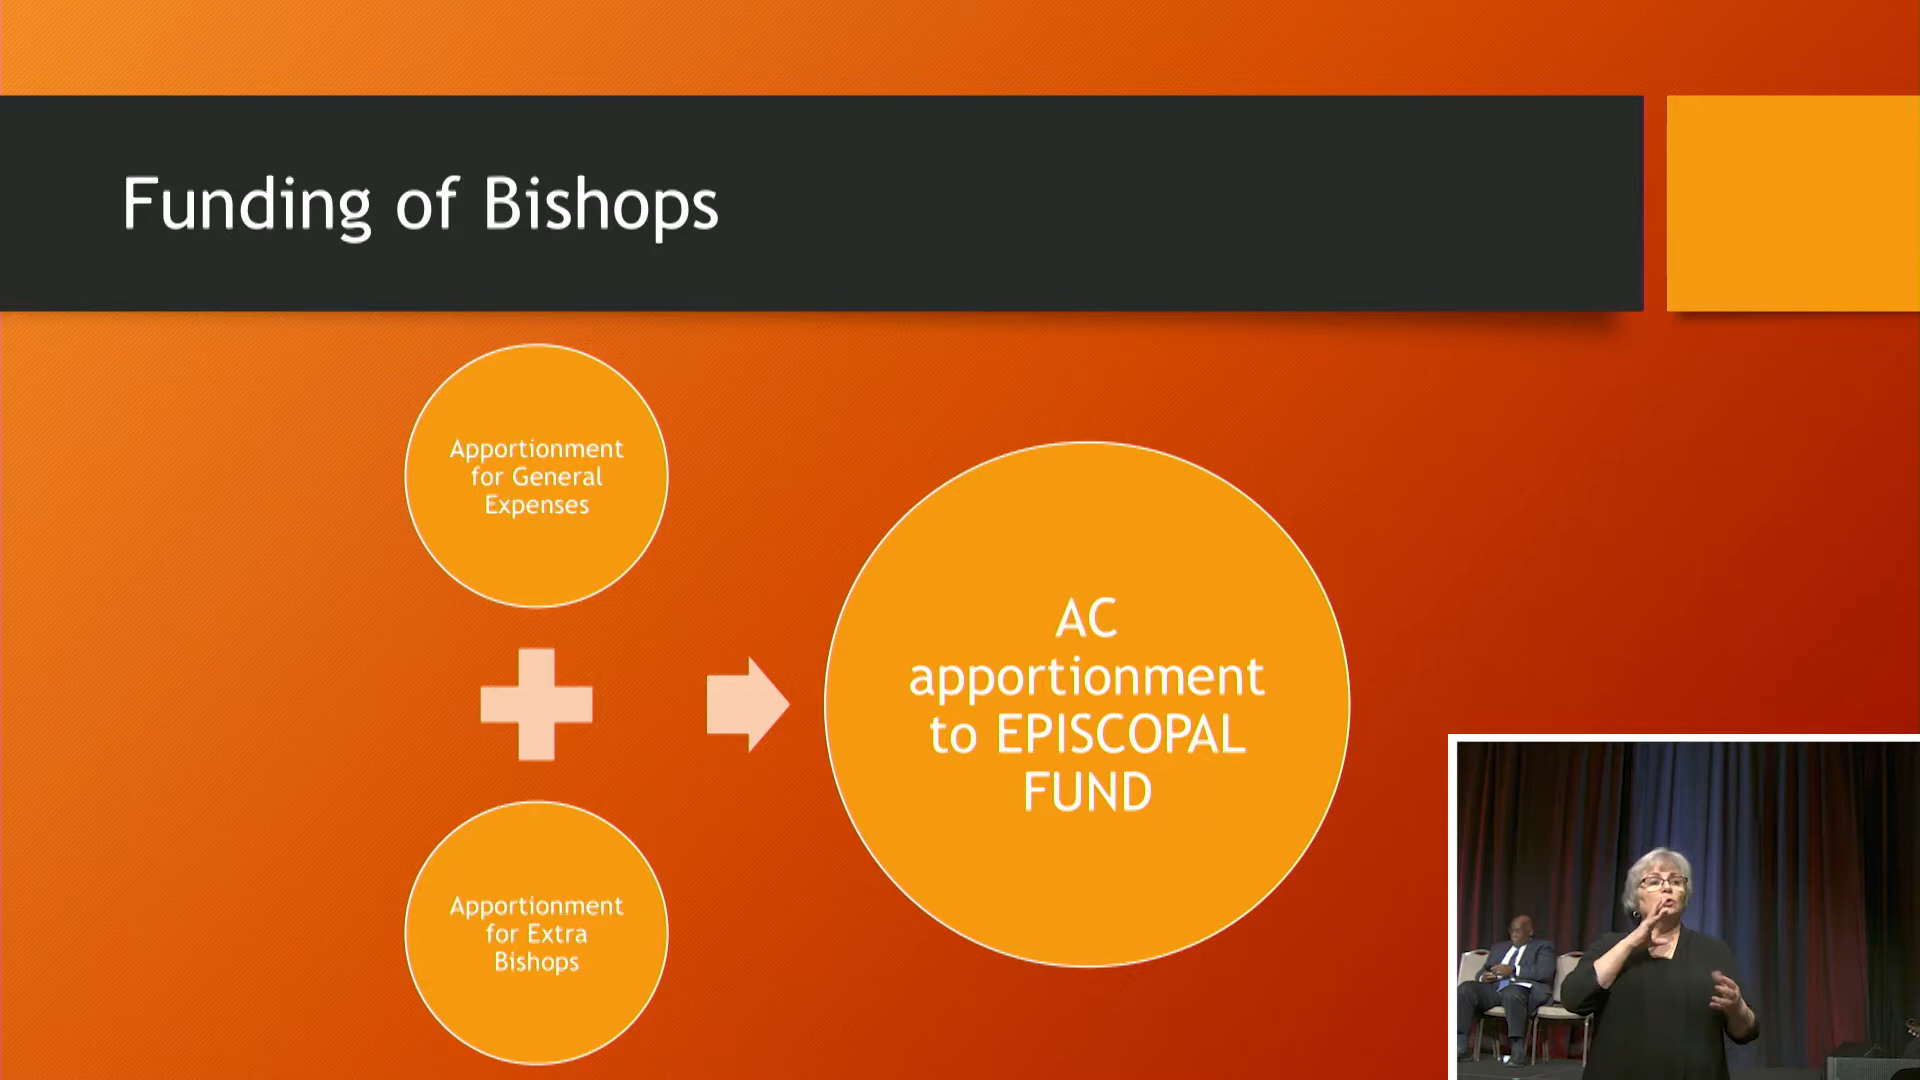 Funding of Bishops
Apportionment
for General
Expenses
Apportionment
for Extra
Bishops
AC
apportionment
to EPISCOPAL
FUND